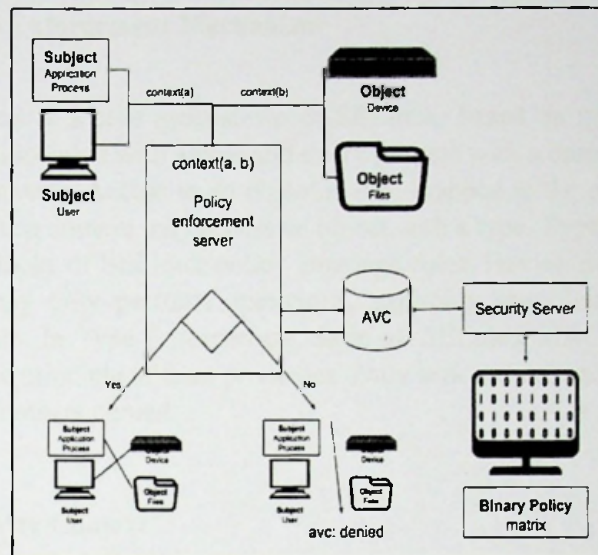 Subject
Application
Process
context(a)
context(b)
Object
Device
Subject
User
context(a, b)
Policy
enforcement
server
Object
Files
AVC
Security Server
Yes
No
Subject
Application
Process
Device
Object
Files
Subject
User
Subject
Application
Process
Device
Object
Files
Subject
User
avc: denied
Binary Policy
matrix